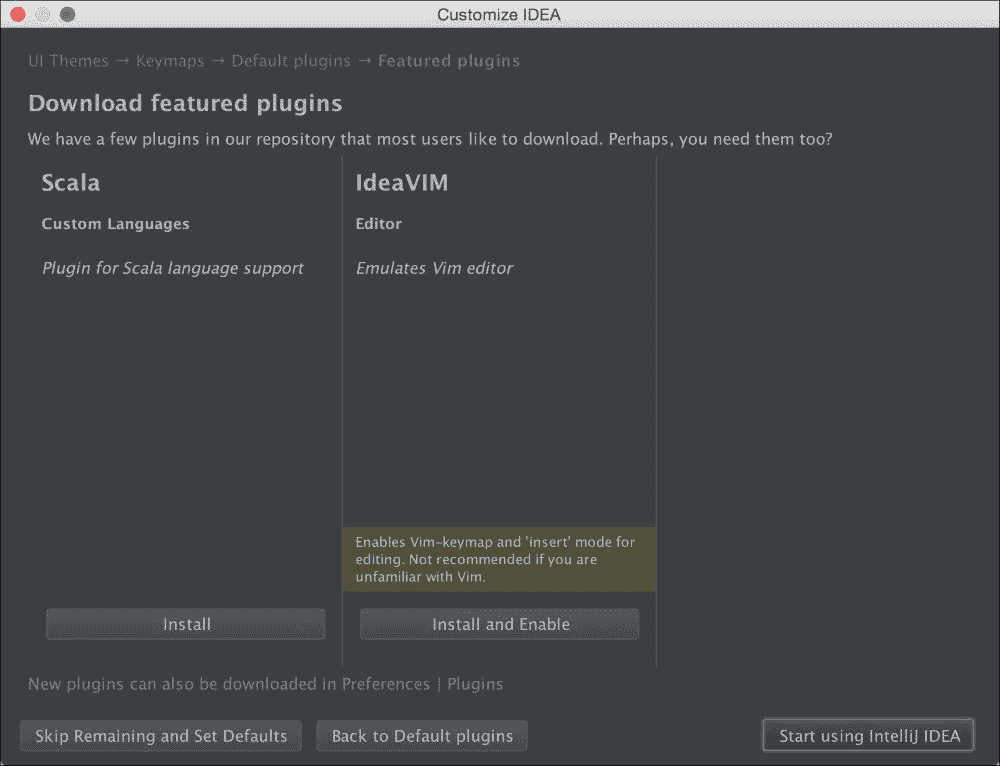 Customize IDEA
UI Themes → Keymaps → Default plugins → Featured plugins
Download featured plugins
We have a few plugins in our repository that most users like to download. Perhaps, you need them too?
Scala
Custom Languages
Plugin for Scala language support
Install
IdeaVIM
Editor
Emulates Vim editor
Enables Vim-keymap and 'insert' mode for
editing. Not recommended if you are
unfamiliar with Vim.
Install and Enable
New plugins can also be downloaded in Preferences | Plugins
Skip Remaining and Set Defaults
Back to Default plugins
Start using IntelliJ IDEA